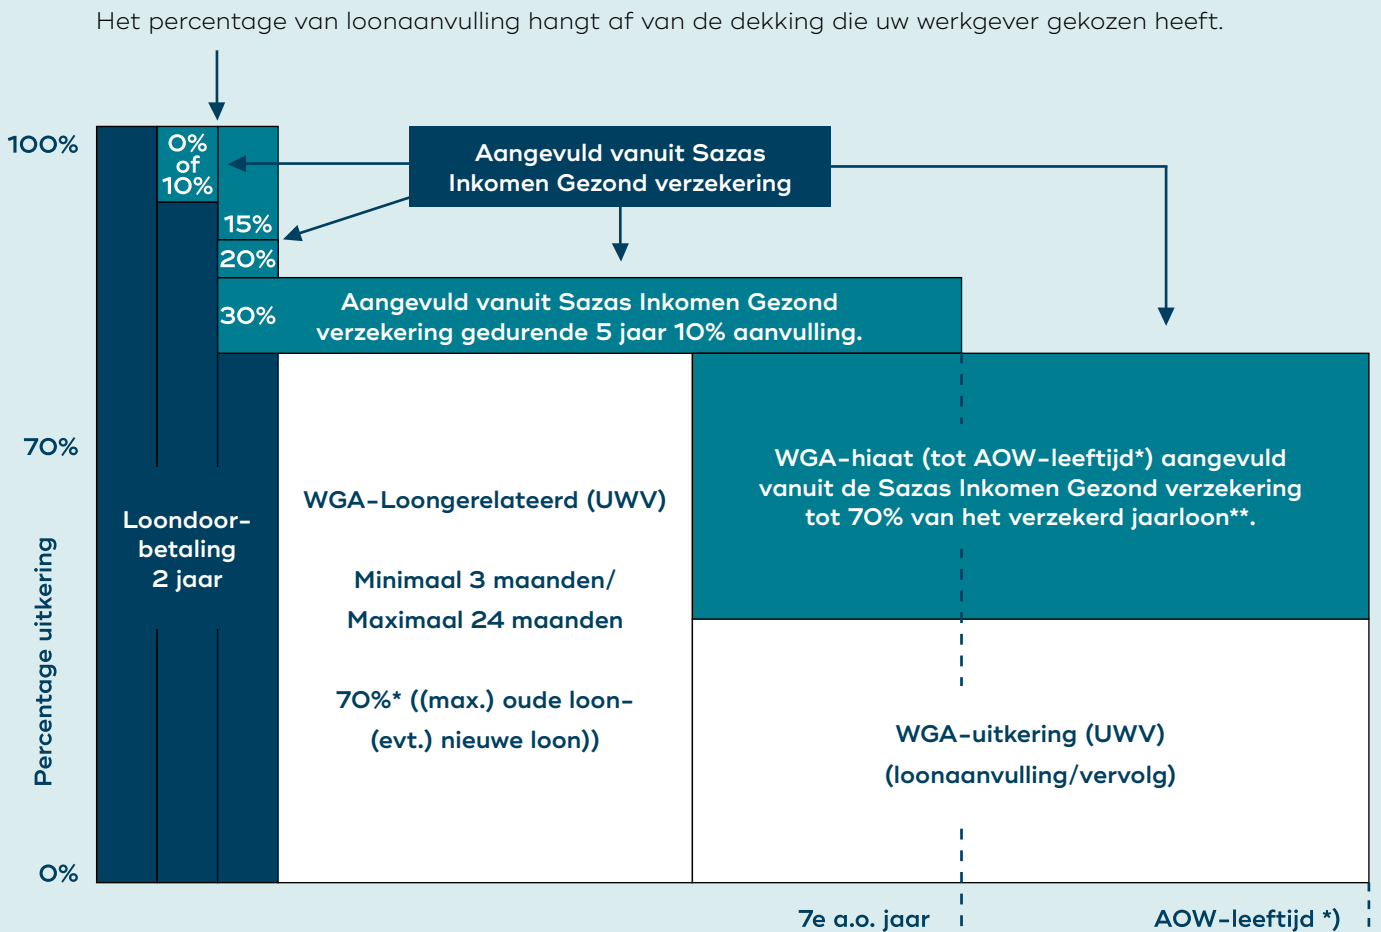 Het percentage van loonaanvulling hangt af van de dekking die uw werkgever gekozen heeft.
100%
0%
of
10%
15%
20%
30%
Aangevuld vanuit Sazas
Inkomen Gezond verzekering
Aangevuld vanuit Sazas Inkomen Gezond
verzekering gedurende 5 jaar 10% aanvulling.
70%
Percentage uitkering
0%
Loondoor-
betaling
2 jaar
WGA-Loongerelateerd (UWV)
Minimaal 3 maanden/
Maximaal 24 maanden
70%* ((max.) oude loon-
(evt.) nieuwe loon))
WGA-hiaat (tot AOW-leeftijd*) aangevuld
vanuit de Sazas Inkomen Gezond verzekering
tot 70% van het verzekerd jaarloon**.
WGA-uitkering (UWV)
(loonaanvulling/vervolg)
7e a.o. jaar
AOW-leeftijd *)